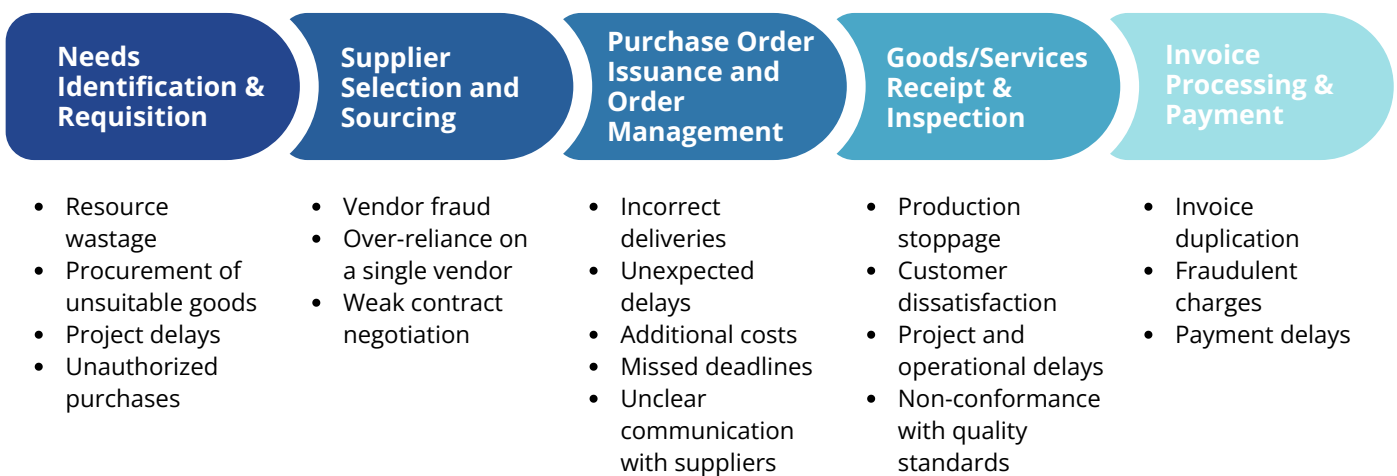 Needs
Identification &
Requisition
Supplier
Selection and
Sourcing
Purchase Order
Issuance and
Order
Management
Goods/Services
Receipt &
Inspection
Invoice
Processing &
Payment
• Resource
wastage
• Procurement of
unsuitable goods
• Project delays
• Unauthorized
purchases
• Vendor fraud
• Over-reliance on
a single vendor
• Weak contract
negotiation
• Incorrect
deliveries
• Unexpected
delays
• Additional costs
• Missed deadlines
• Unclear
communication
with suppliers
• Production
stoppage
• Customer
dissatisfaction
• Project and
operational delays
• Non-conformance
with quality
standards
• Invoice
duplication
• Fraudulent
charges
• Payment delays